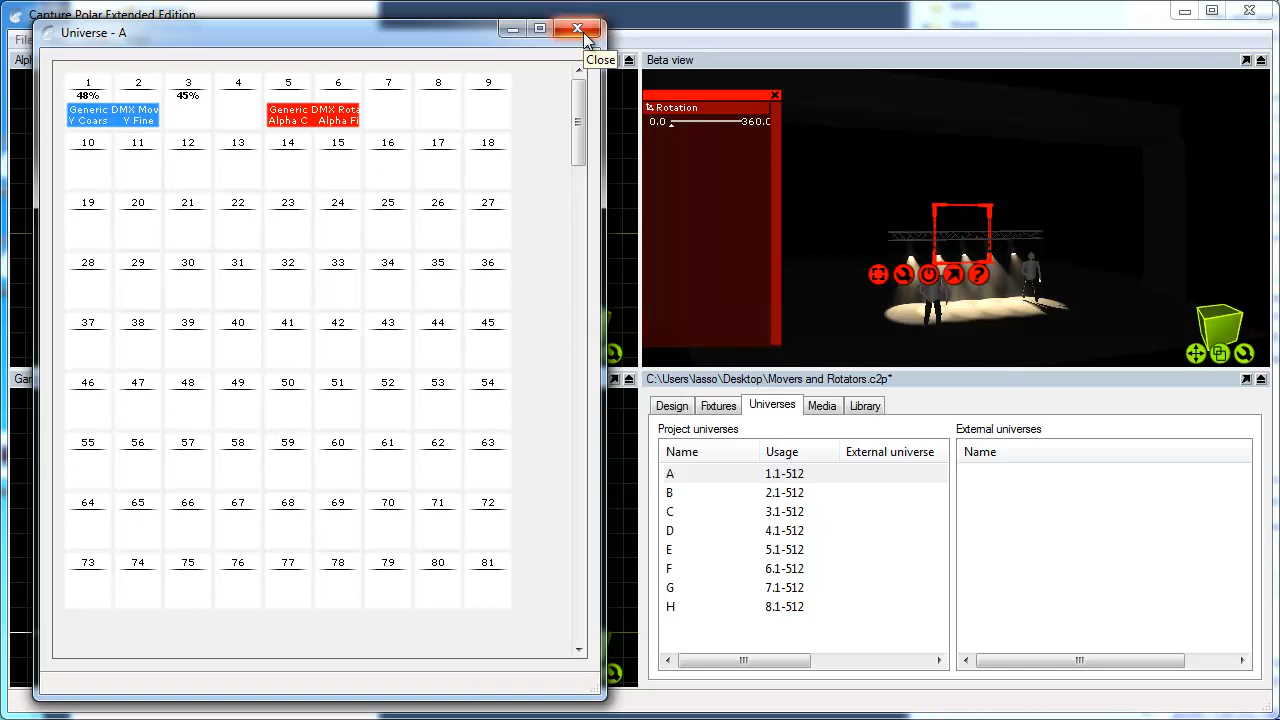 Capture Polar Extended Edition
Universe - A
Close
File
Alph
Beta view
1 2 3 4 5 6 7 8 9
48% 45%
Generic DMX Mov
Y Coars Y Fine
Generic DMX Rota
Alpha C Alpha Fi
10 11 12 13 14 15 16 17 18
19 20 21 22 23 24 25 26 27
28 29 30 31 32 33 34 35 36
37 38 39 40 41 42 43 44 45
46 47 48 49 50 51 52 53 54
55 56 57 58 59 60 61 62 63
64 65 66 67 68 69 70 71 72
73 74 75 76 77 78 79 80 81
Rotation
0.0 360.0
Gam
C:\Users\lasso\Desktop\Movers and Rotators.c2p*
Design Fixtures Universes Media Library
Project universes
Name Usage External universe
A 1.1-512
B 2.1-512
C 3.1-512
D 4.1-512
E 5.1-512
F 6.1-512
G 7.1-512
H 8.1-512
External universes
Name